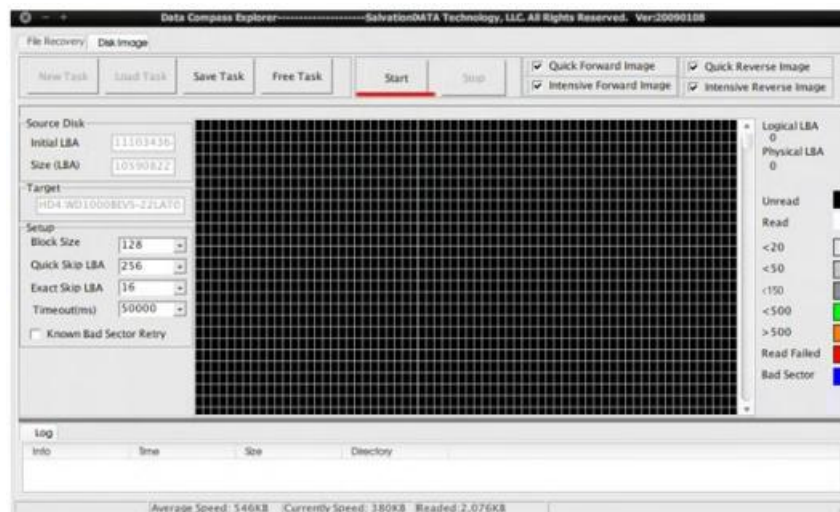 Data Compass Explorer--------------------SalvationDATA Technology, LLC. All Rights Reserved. Ver:20090108
File Recovery Disk Image
New Task Load Task Save Task Free Task Start Stop
Quick Forward Image Quick Reverse Image
Intensive Forward Image Intensive Reverse Image
Source Disk
Initial LBA 11103436
Size (LBA) 10590822
Target
HD4:WD1000BEVS-22LAT0
Setup
Block Size 128
Quick Skip LBA 256
Exact Skip LBA 16
Timeout(ms) 50000
Known Bad Sector Retry
Logical LBA
0
Physical LBA
0
Unread
Read
<20
<50
<150
<500
>500
Read Failed
Bad Sector
Log
Info Time Size Directory
Average Speed: 546KB Currently Speed: 380KB Readed:2,076KB